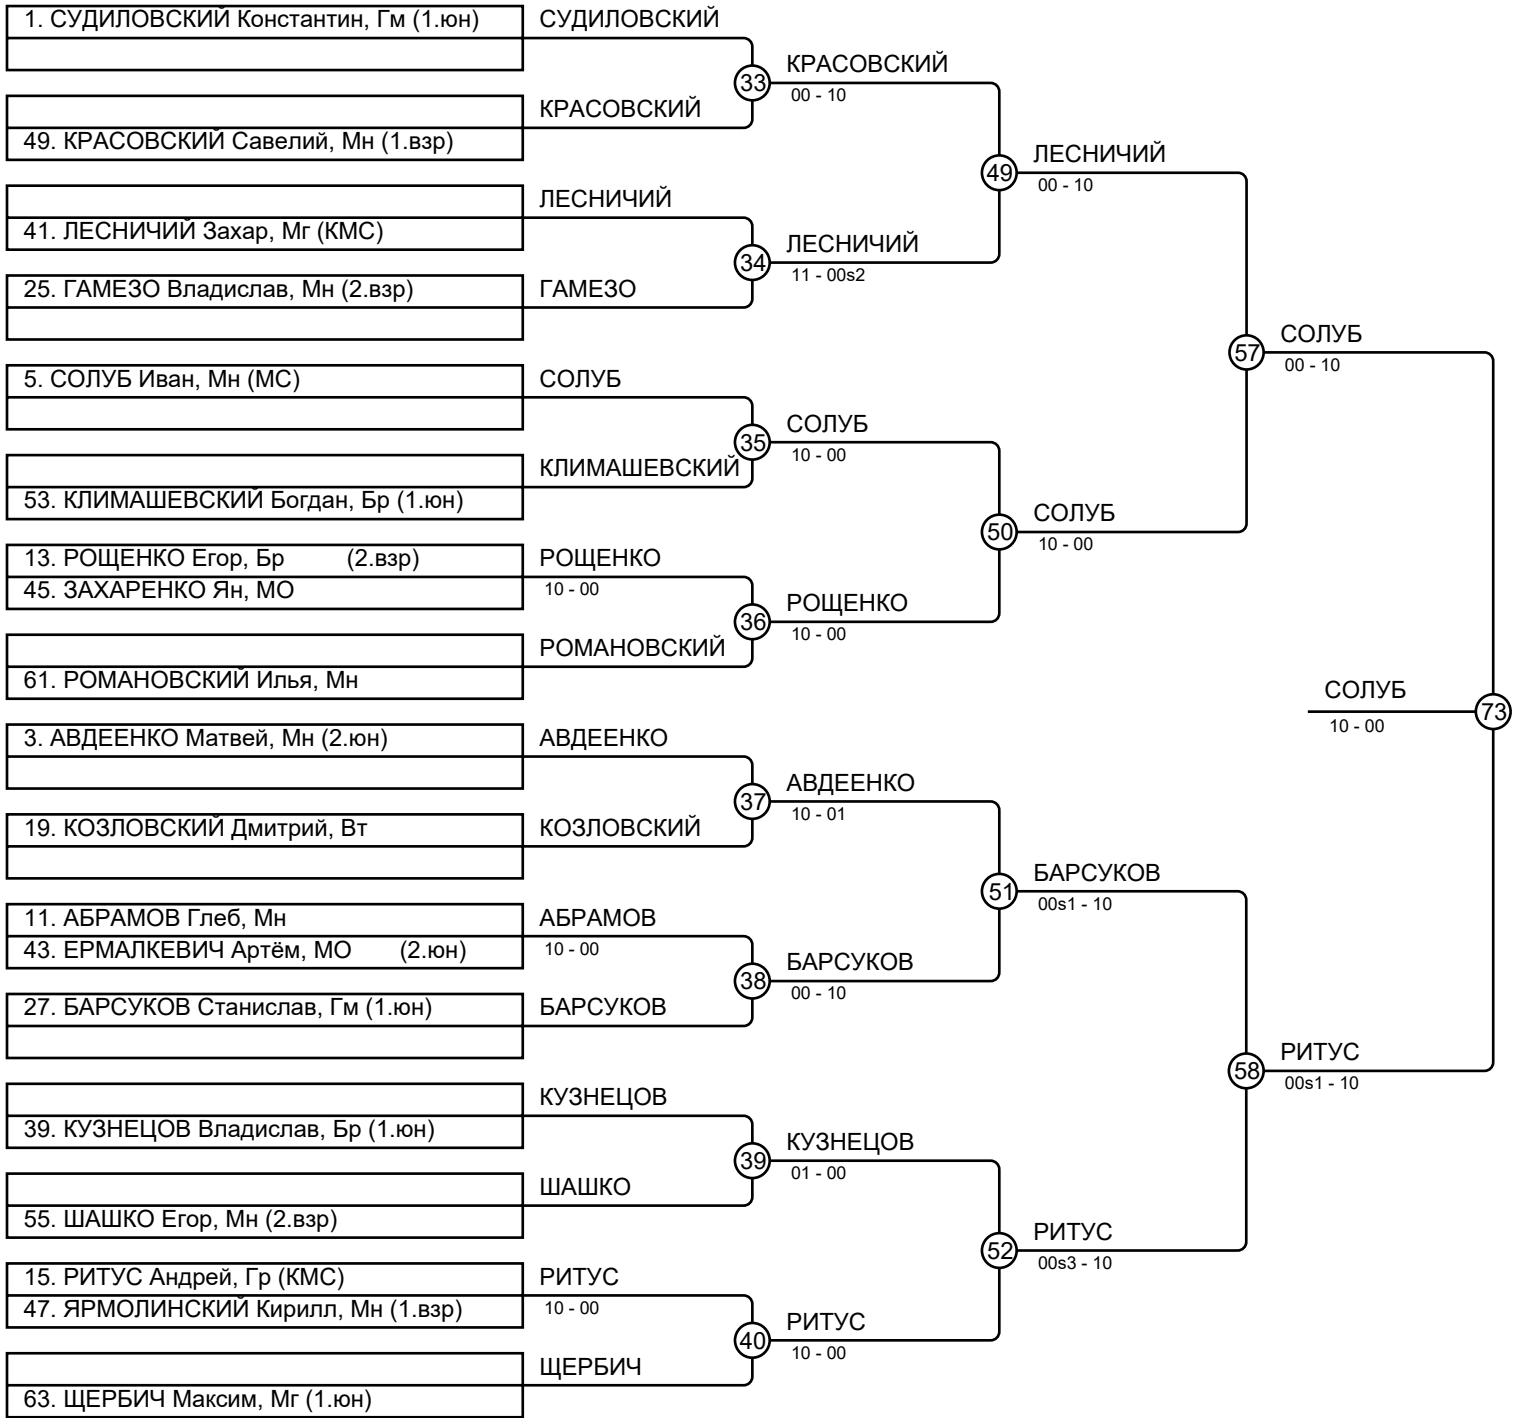 1. СУДИЛОВСКИЙ Константин, Гм (1.юн)
СУДИЛОВСКИЙ
33
КРАСОВСКИЙ
00 - 10
КРАСОВСКИЙ
49. КРАСОВСКИЙ Савелий, Мн (1.взр)
49
ЛЕСНИЧИЙ
00 - 10
ЛЕСНИЧИЙ
41. ЛЕСНИЧИЙ Захар, Мг (КМС)
34
ЛЕСНИЧИЙ
11 - 00s2
25. ГАМЕЗО Владислав, Мн (2.взр)
ГАМЕЗО
57
СОЛУБ
00 - 10
5. СОЛУБ Иван, Мн (МС)
СОЛУБ
35
СОЛУБ
10 - 00
КЛИМАШЕВСКИЙ
53. КЛИМАШЕВСКИЙ Богдан, Бр (1.юн)
50
СОЛУБ
10 - 00
13. РОЩЕНКО Егор, Бр (2.взр)
РОЩЕНКО
45. ЗАХАРЕНКО Ян, МО
10 - 00
36
РОЩЕНКО
10 - 00
РОМАНОВСКИЙ
61. РОМАНОВСКИЙ Илья, Мн
СОЛУБ
10 - 00
73
3. АВДЕЕНКО Матвей, Мн (2.юн)
АВДЕЕНКО
37
АВДЕЕНКО
10 - 01
19. КОЗЛОВСКИЙ Дмитрий, Вт
КОЗЛОВСКИЙ
51
БАРСУКОВ
00s1 - 10
11. АБРАМОВ Глеб, Мн
АБРАМОВ
43. ЕРМАЛКЕВИЧ Артём, МО (2.юн)
10 - 00
38
БАРСУКОВ
00 - 10
27. БАРСУКОВ Станислав, Гм (1.юн)
БАРСУКОВ
58
РИТУС
00s1 - 10
КУЗНЕЦОВ
39. КУЗНЕЦОВ Владислав, Бр (1.юн)
39
КУЗНЕЦОВ
01 - 00
ШАШКО
55. ШАШКО Егор, Мн (2.взр)
52
РИТУС
00s3 - 10
15. РИТУС Андрей, Гр (КМС)
РИТУС
47. ЯРМОЛИНСКИЙ Кирилл, Мн (1.взр)
10 - 00
40
РИТУС
10 - 00
ЩЕРБИЧ
63. ЩЕРБИЧ Максим, Мг (1.юн)